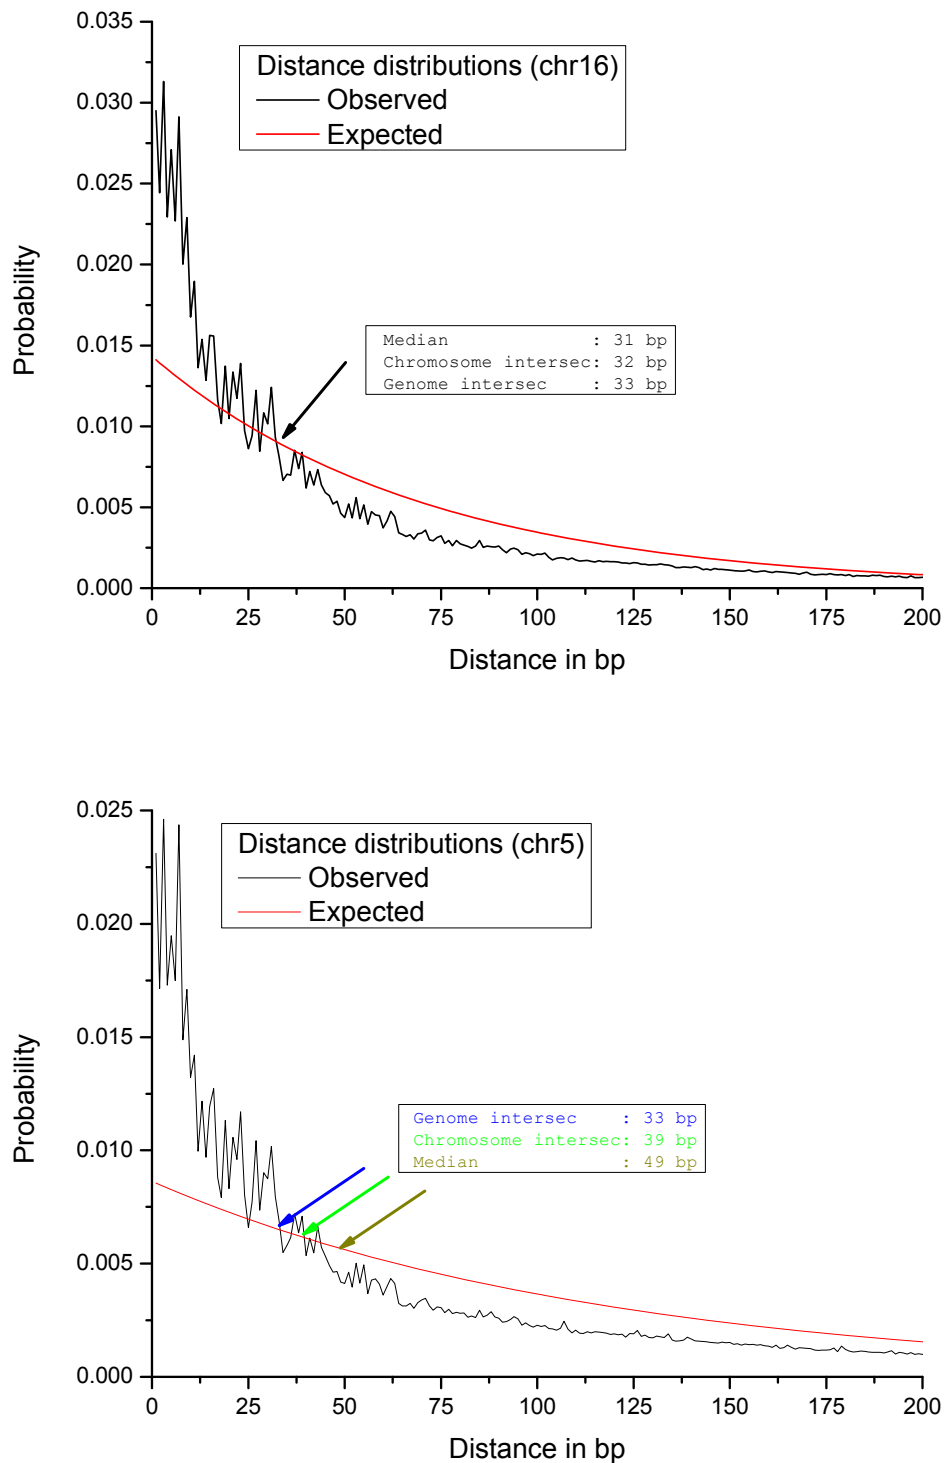 0.035
0.030
0.025
0.020
0.015
0.010
0.005
0.000
Probability
Distance distributions (chr16)
Observed
Expected
Median : 31 bp
Chromosome intersec: 32 bp
Genome intersec : 33 bp
0 25 50 75 100 125 150 175 200
Distance in bp
0.025
0.020
0.015
0.010
0.005
0.000
Probability
Distance distributions (chr5)
Observed
Expected
Genome intersec : 33 bp
Chromosome intersec: 39 bp
Median : 49 bp
0 25 50 75 100 125 150 175 200
Distance in bp